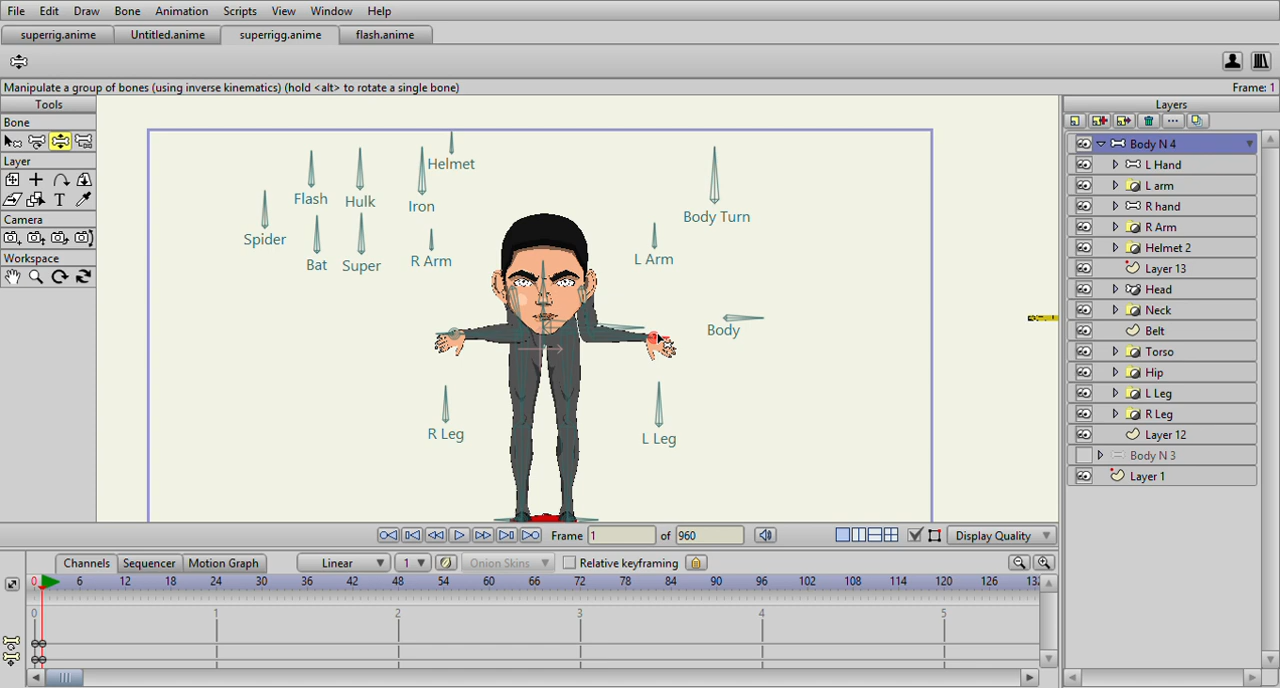 File Edit Draw Bone Animation Scripts View Window Help
superrig.anime Untitled.anime superrigg.anime flash.anime
Manipulate a group of bones (using inverse kinematics) (hold <alt> to rotate a single bone) Frame: 1
Tools
Bone
Layer
T
Camera
Workspace
Helmet
Flash Hulk Iron
Body Turn
Spider Bat Super R Arm L Arm
Body
R Leg L Leg
Layers
Body N 4
L Hand
L arm
R hand
R Arm
Helmet 2
Layer 13
Head
Neck
Belt
Torso
Hip
L Leg
R Leg
Layer 12
Body N 3
Layer 1
Frame 1 of 960 Display Quality
Channels Sequencer Motion Graph Linear 1 Onion Skins Relative keyframing
0 6 12 18 24 30 36 42 48 54 60 66 72 78 84 90 96 102 108 114 120 126 132
0 1 2 3 4 5